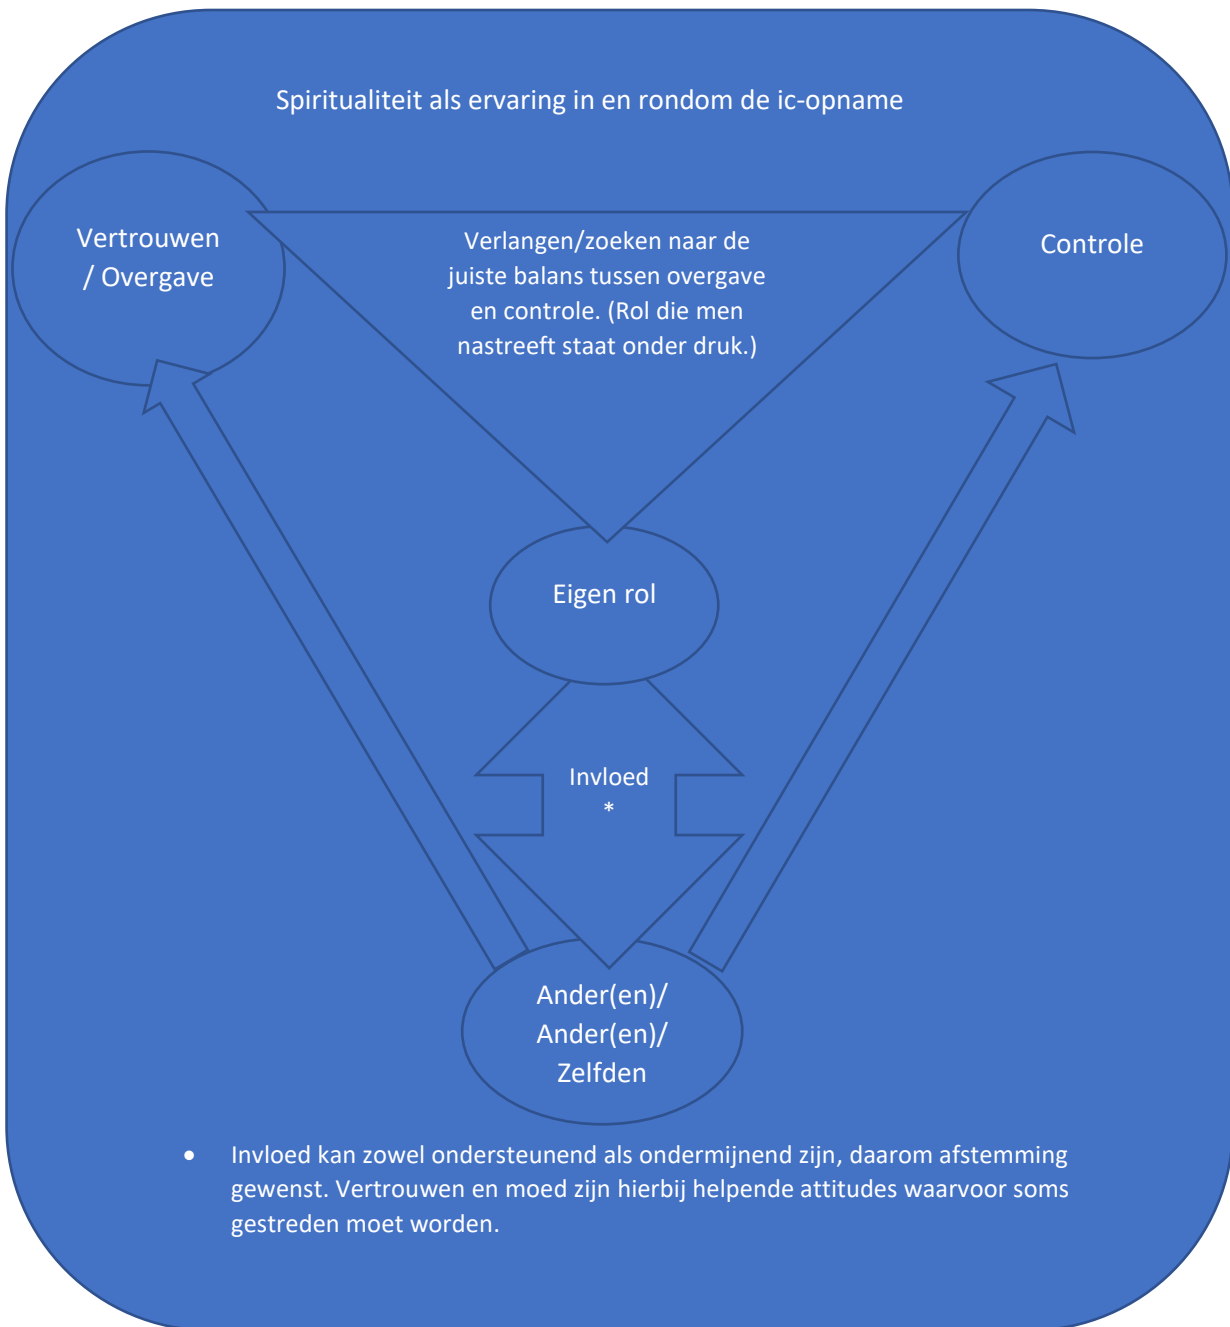 Spiritualiteit als ervaring in en rondom de ic-opname
Vertrouwen
/ Overgave
Verlangen/zoeken naar de
juiste balans tussen overgave
en controle. (Rol die men
nastreeft staat onder druk.)
Controle
Eigen rol
Invloed
*
Ander(en)/
Ander(en)/
Zelfden
• Invloed kan zowel ondersteunend als ondermijnend zijn, daarom afstemming
gewenst. Vertrouwen en moed zijn hierbij helpende attitudes waarvoor soms
gestreden moet worden.